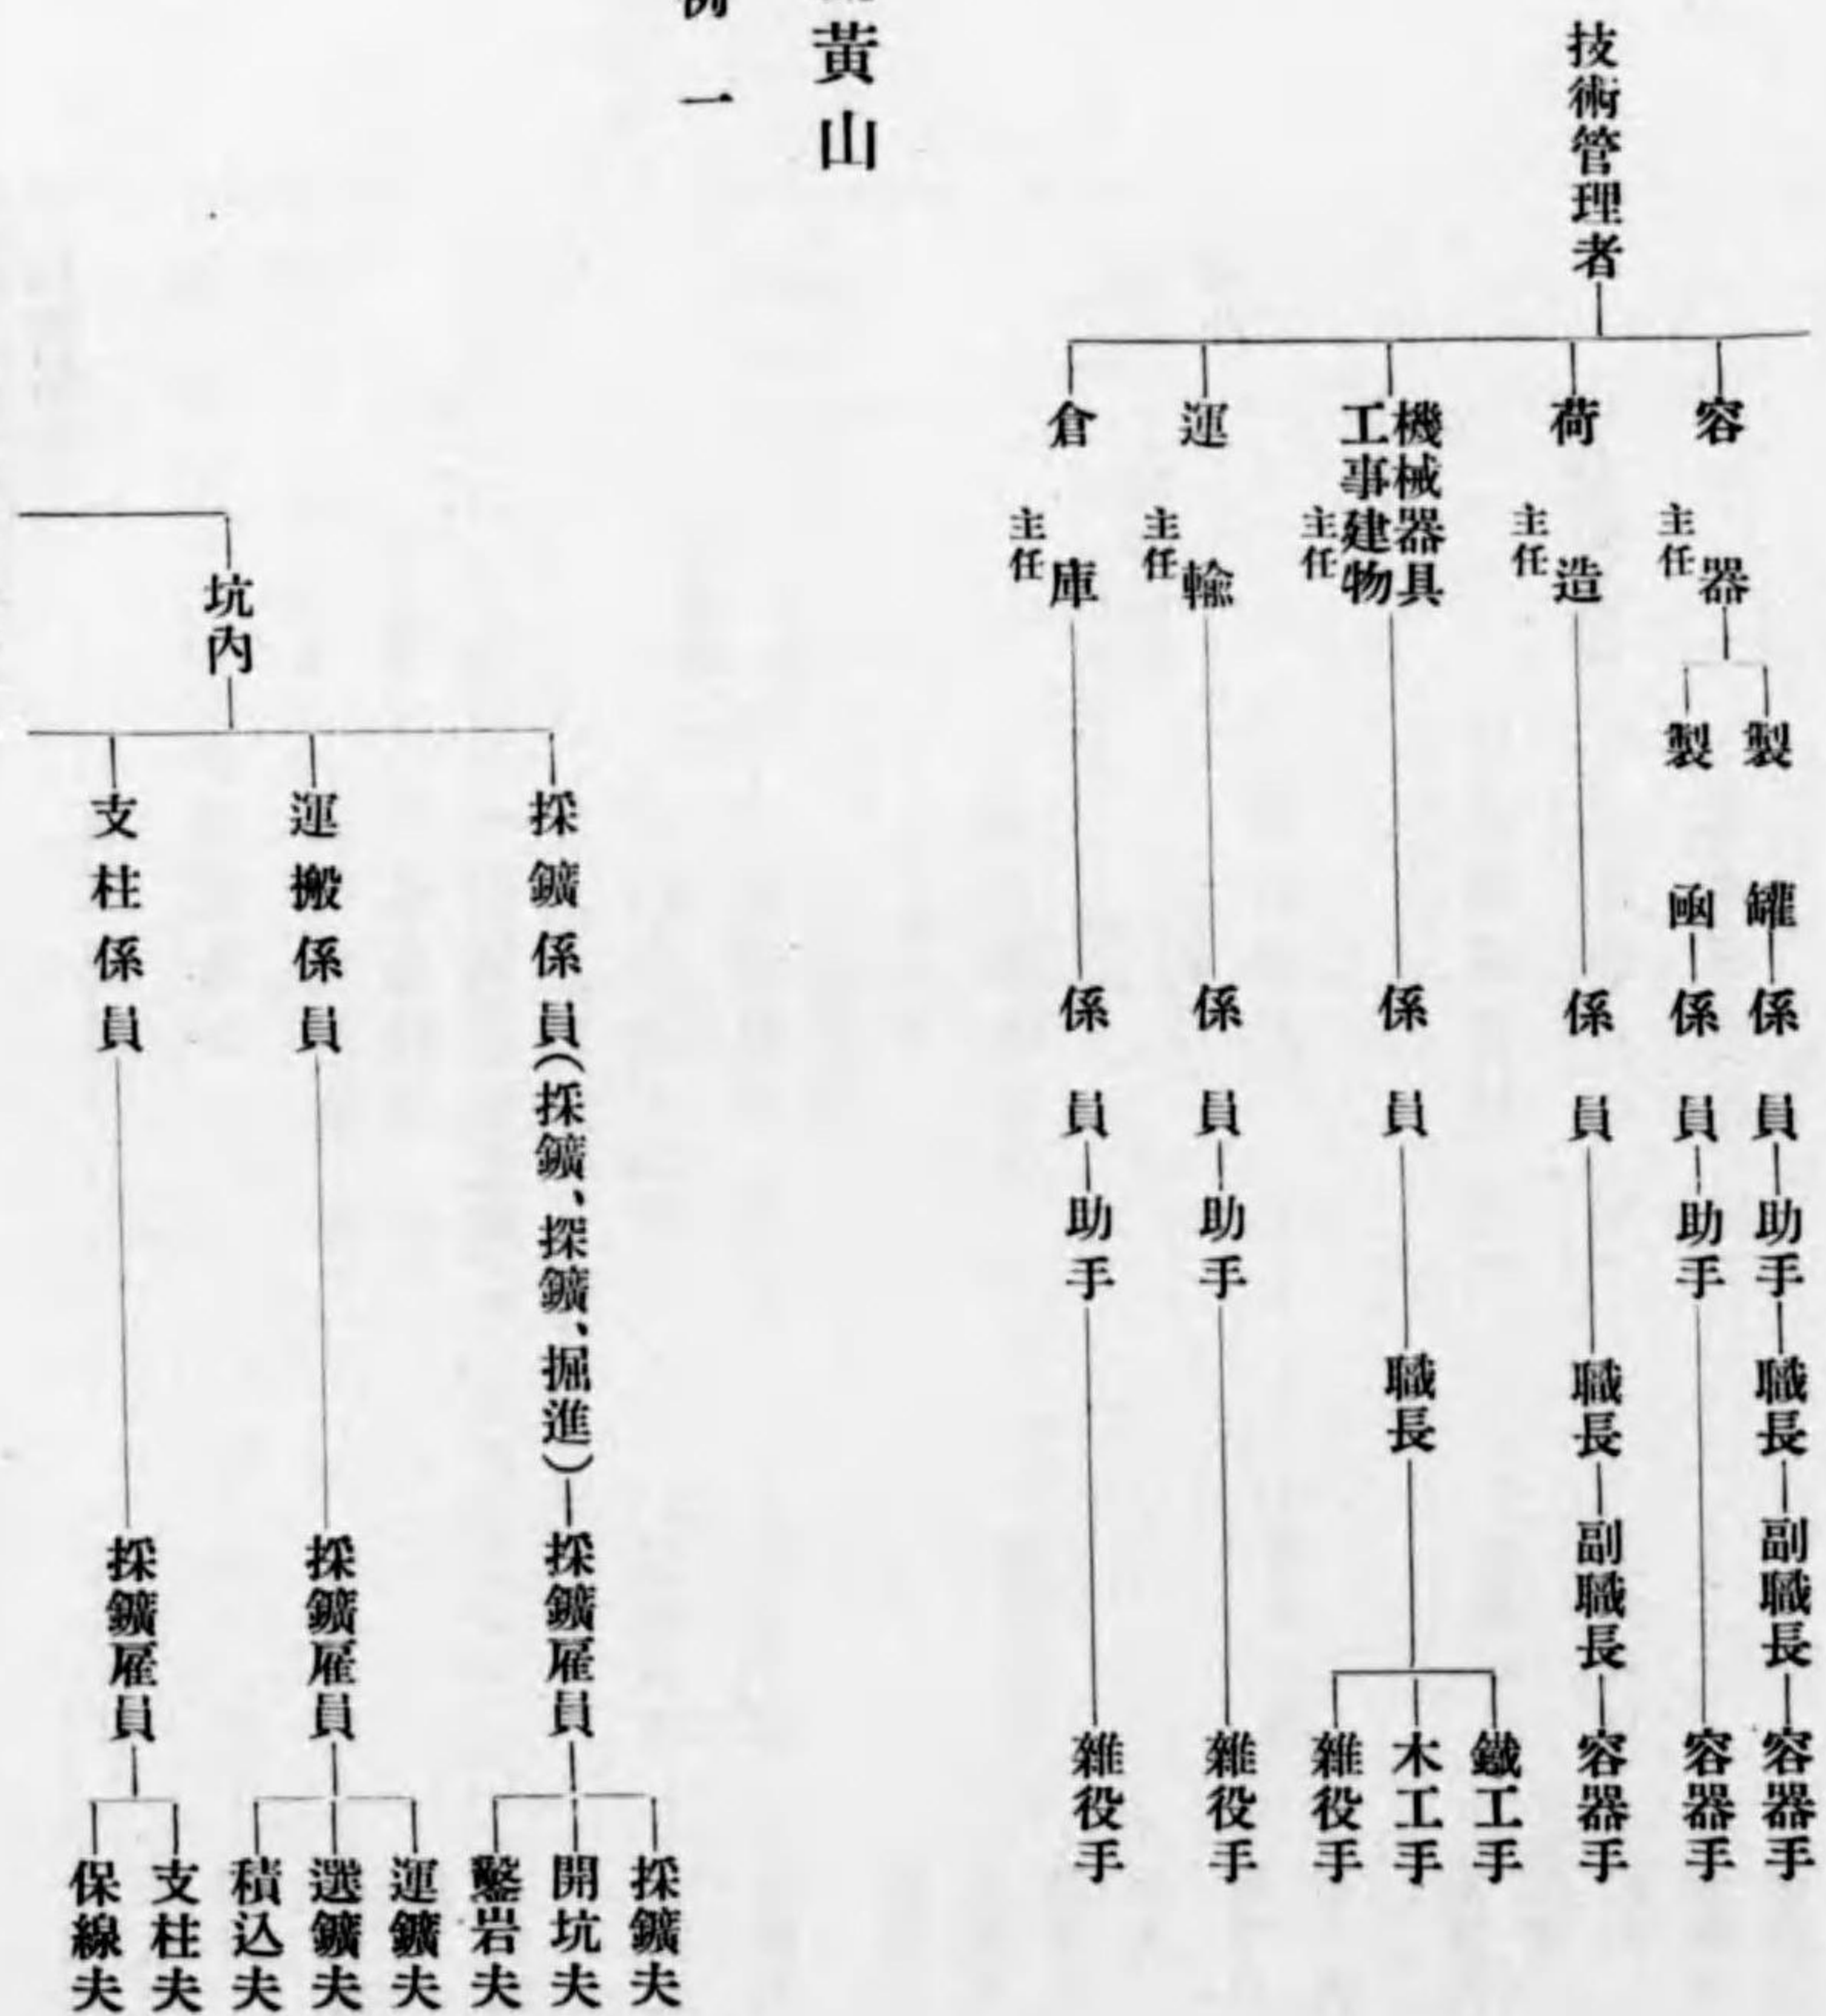 技術管理者
容器主任
製罐―係員―助手―職長―副職長―容器手
製凾―係員―助手―容器手
荷造主任―係員―職長―副職長―容器手
機械器具
工事建物主任―係員―職長
鐵工手
木工手
雜役手
運輸主任―係員―助手―雜役手
倉庫主任―係員―助手―雜役手
黃山
例一
坑內
採鑛係員(採鑛、探鑛、掘進)―採鑛雇員
採鑛夫
開坑夫
鑿岩夫
運搬係員―採鑛雇員
運鑛夫
選鑛夫
積込夫
支柱係員―採鑛雇員
支柱夫
保線夫